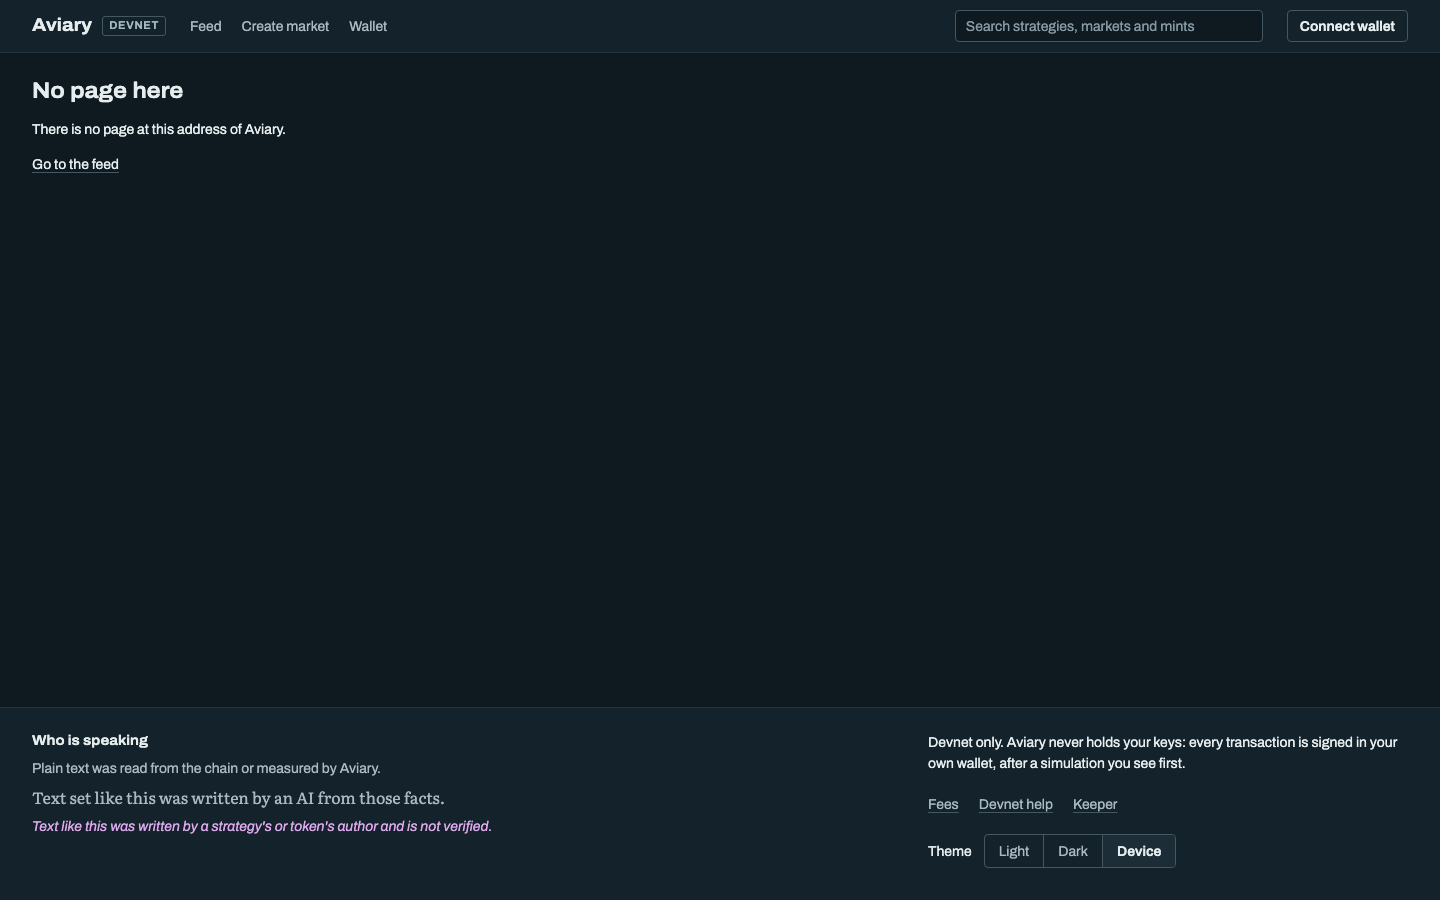 Aviary DEVNET Feed Create market Wallet Search strategies, markets and mints Connect wallet
No page here
There is no page at this address of Aviary.
Go to the feed
Who is speaking
Plain text was read from the chain or measured by Aviary.
Text set like this was written by an AI from those facts.
Text like this was written by a strategy's or token's author and is not verified.
Devnet only. Aviary never holds your keys: every transaction is signed in your
own wallet, after a simulation you see first.
Fees Devnet help Keeper
Theme Light Dark Device